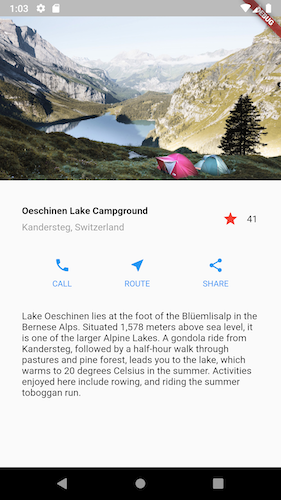 1:03
DEBUG
Oeschinen Lake Campground
41
Kandersteg, Switzerland
CALL
ROUTE
SHARE
Lake Oeschinen lies at the foot of the Blüemlisalp in the
Bernese Alps. Situated 1,578 meters above sea level, it
is one of the larger Alpine Lakes. A gondola ride from
Kandersteg, followed by a half-hour walk through
pastures and pine forest, leads you to the lake, which
warms to 20 degrees Celsius in the summer. Activities
enjoyed here include rowing, and riding the summer
toboggan run.